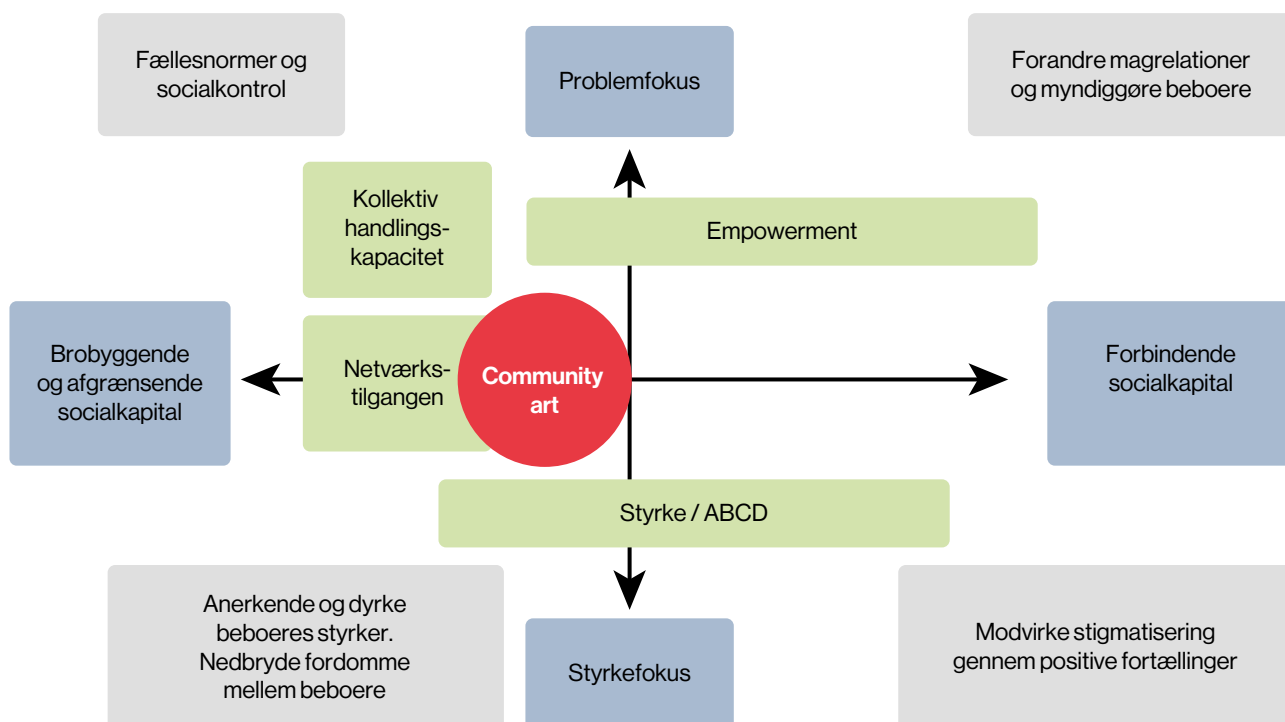 Fællesnormer og
socialkontrol
Problemfokus
Forandre magrelationer
og myndiggøre beboere
Kollektiv
handlings-
kapacitet
Empowerment
Brobyggende
og afgrænsende
socialkapital
Netværks-
tilgangen
Community
art
Forbindende
socialkapital
Styrke / ABCD
Anerkende og dyrke
beboeres styrker.
Nedbryde fordomme
mellem beboere
Styrkefokus
Modvirke stigmatisering
gennem positive fortællinger